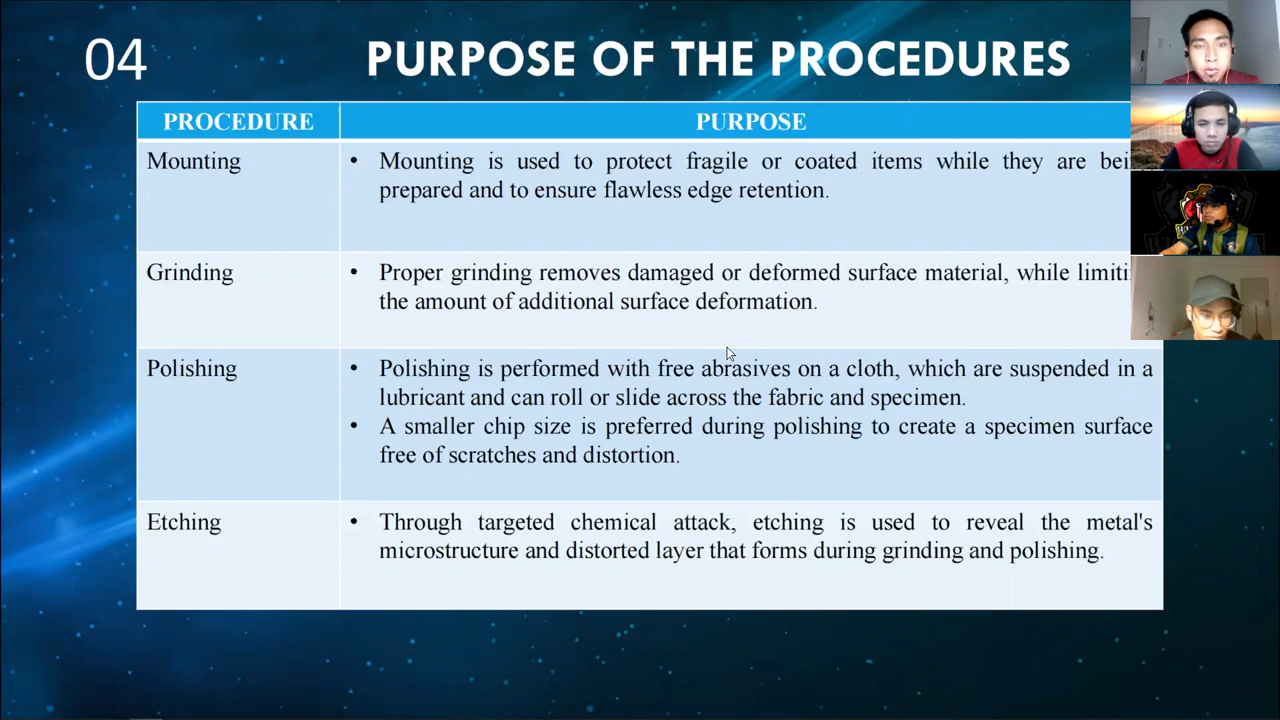 04
PURPOSE OF THE PROCEDURES
PROCEDURE
PURPOSE
Mounting
• Mounting is used to protect fragile or coated items while they are
prepared and to ensure flawless edge retention.
Grinding
• Proper grinding removes damaged or deformed surface material, while
the amount of additional surface deformation.
Polishing
• Polishing is performed with free abrasives on a cloth, which are suspended in a
lubricant and can roll or slide across the fabric and specimen.
• A smaller chip size is preferred during polishing to create a specimen surface
free of scratches and distortion.
Etching
• Through targeted chemical attack, etching is used to reveal the metal's
microstructure and distorted layer that forms during grinding and polishing.